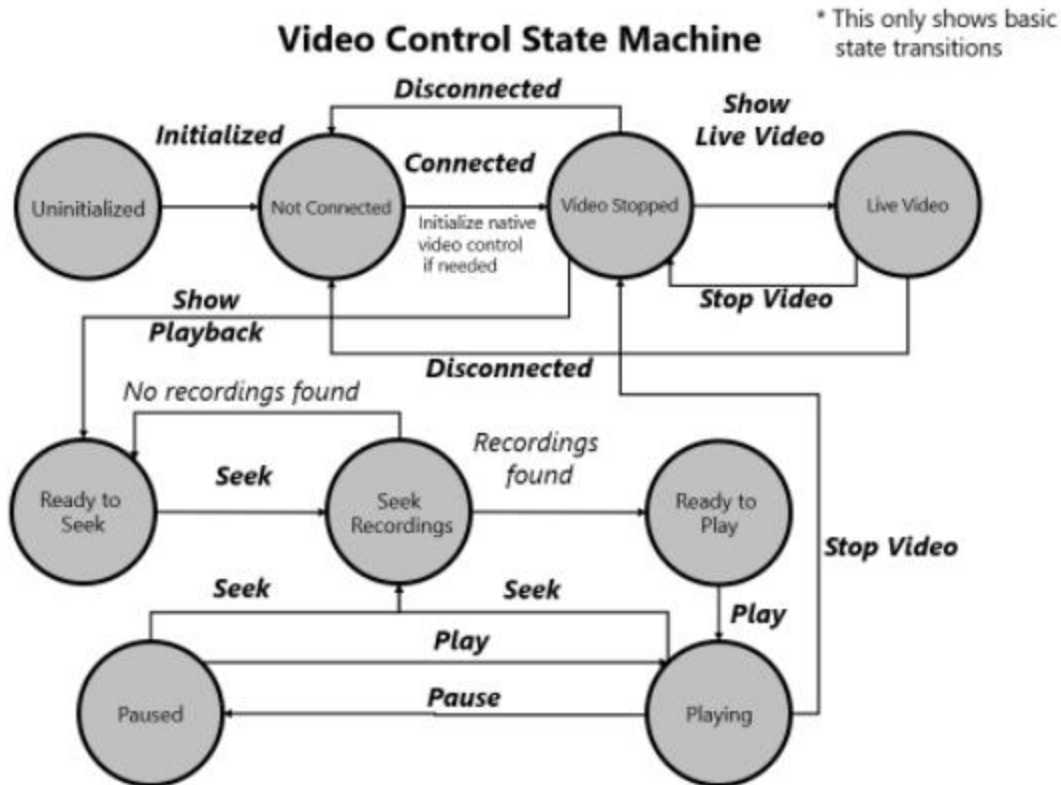 Video Control State Machine
* This only shows basic
state transitions
Disconnected
Show
Live Video
Initialized
Connected
Uninitialized
Not Connected
Initialize native
video control
if needed
Video Stopped
Live Video
Stop Video
Show
Playback
Disconnected
No recordings found
Recordings
found
Ready to
Seek
Seek
Seek
Recordings
Ready to
Play
Stop Video
Seek
Seek
Play
Play
Pause
Paused
Playing